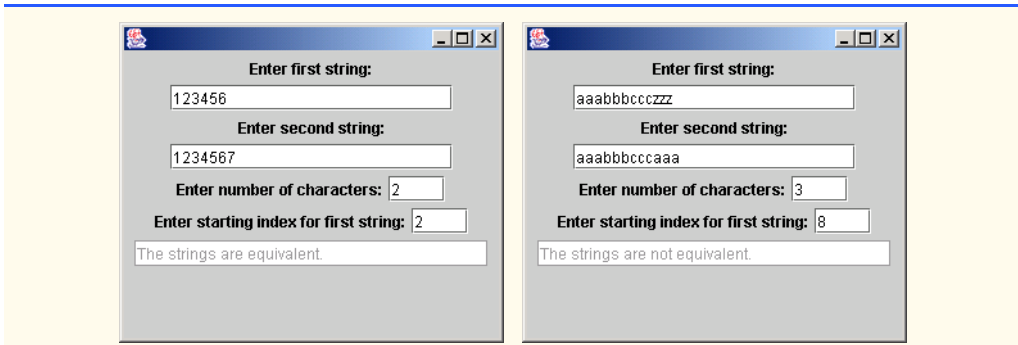 Enter first string:
123456
Enter second string:
1234567
Enter number of characters: 2
Enter starting index for first string: 2
The strings are equivalent.
Enter first string:
aaabbbccczzz
Enter second string:
aaabbbcccaaa
Enter number of characters: 3
Enter starting index for first string: 8
The strings are not equivalent.